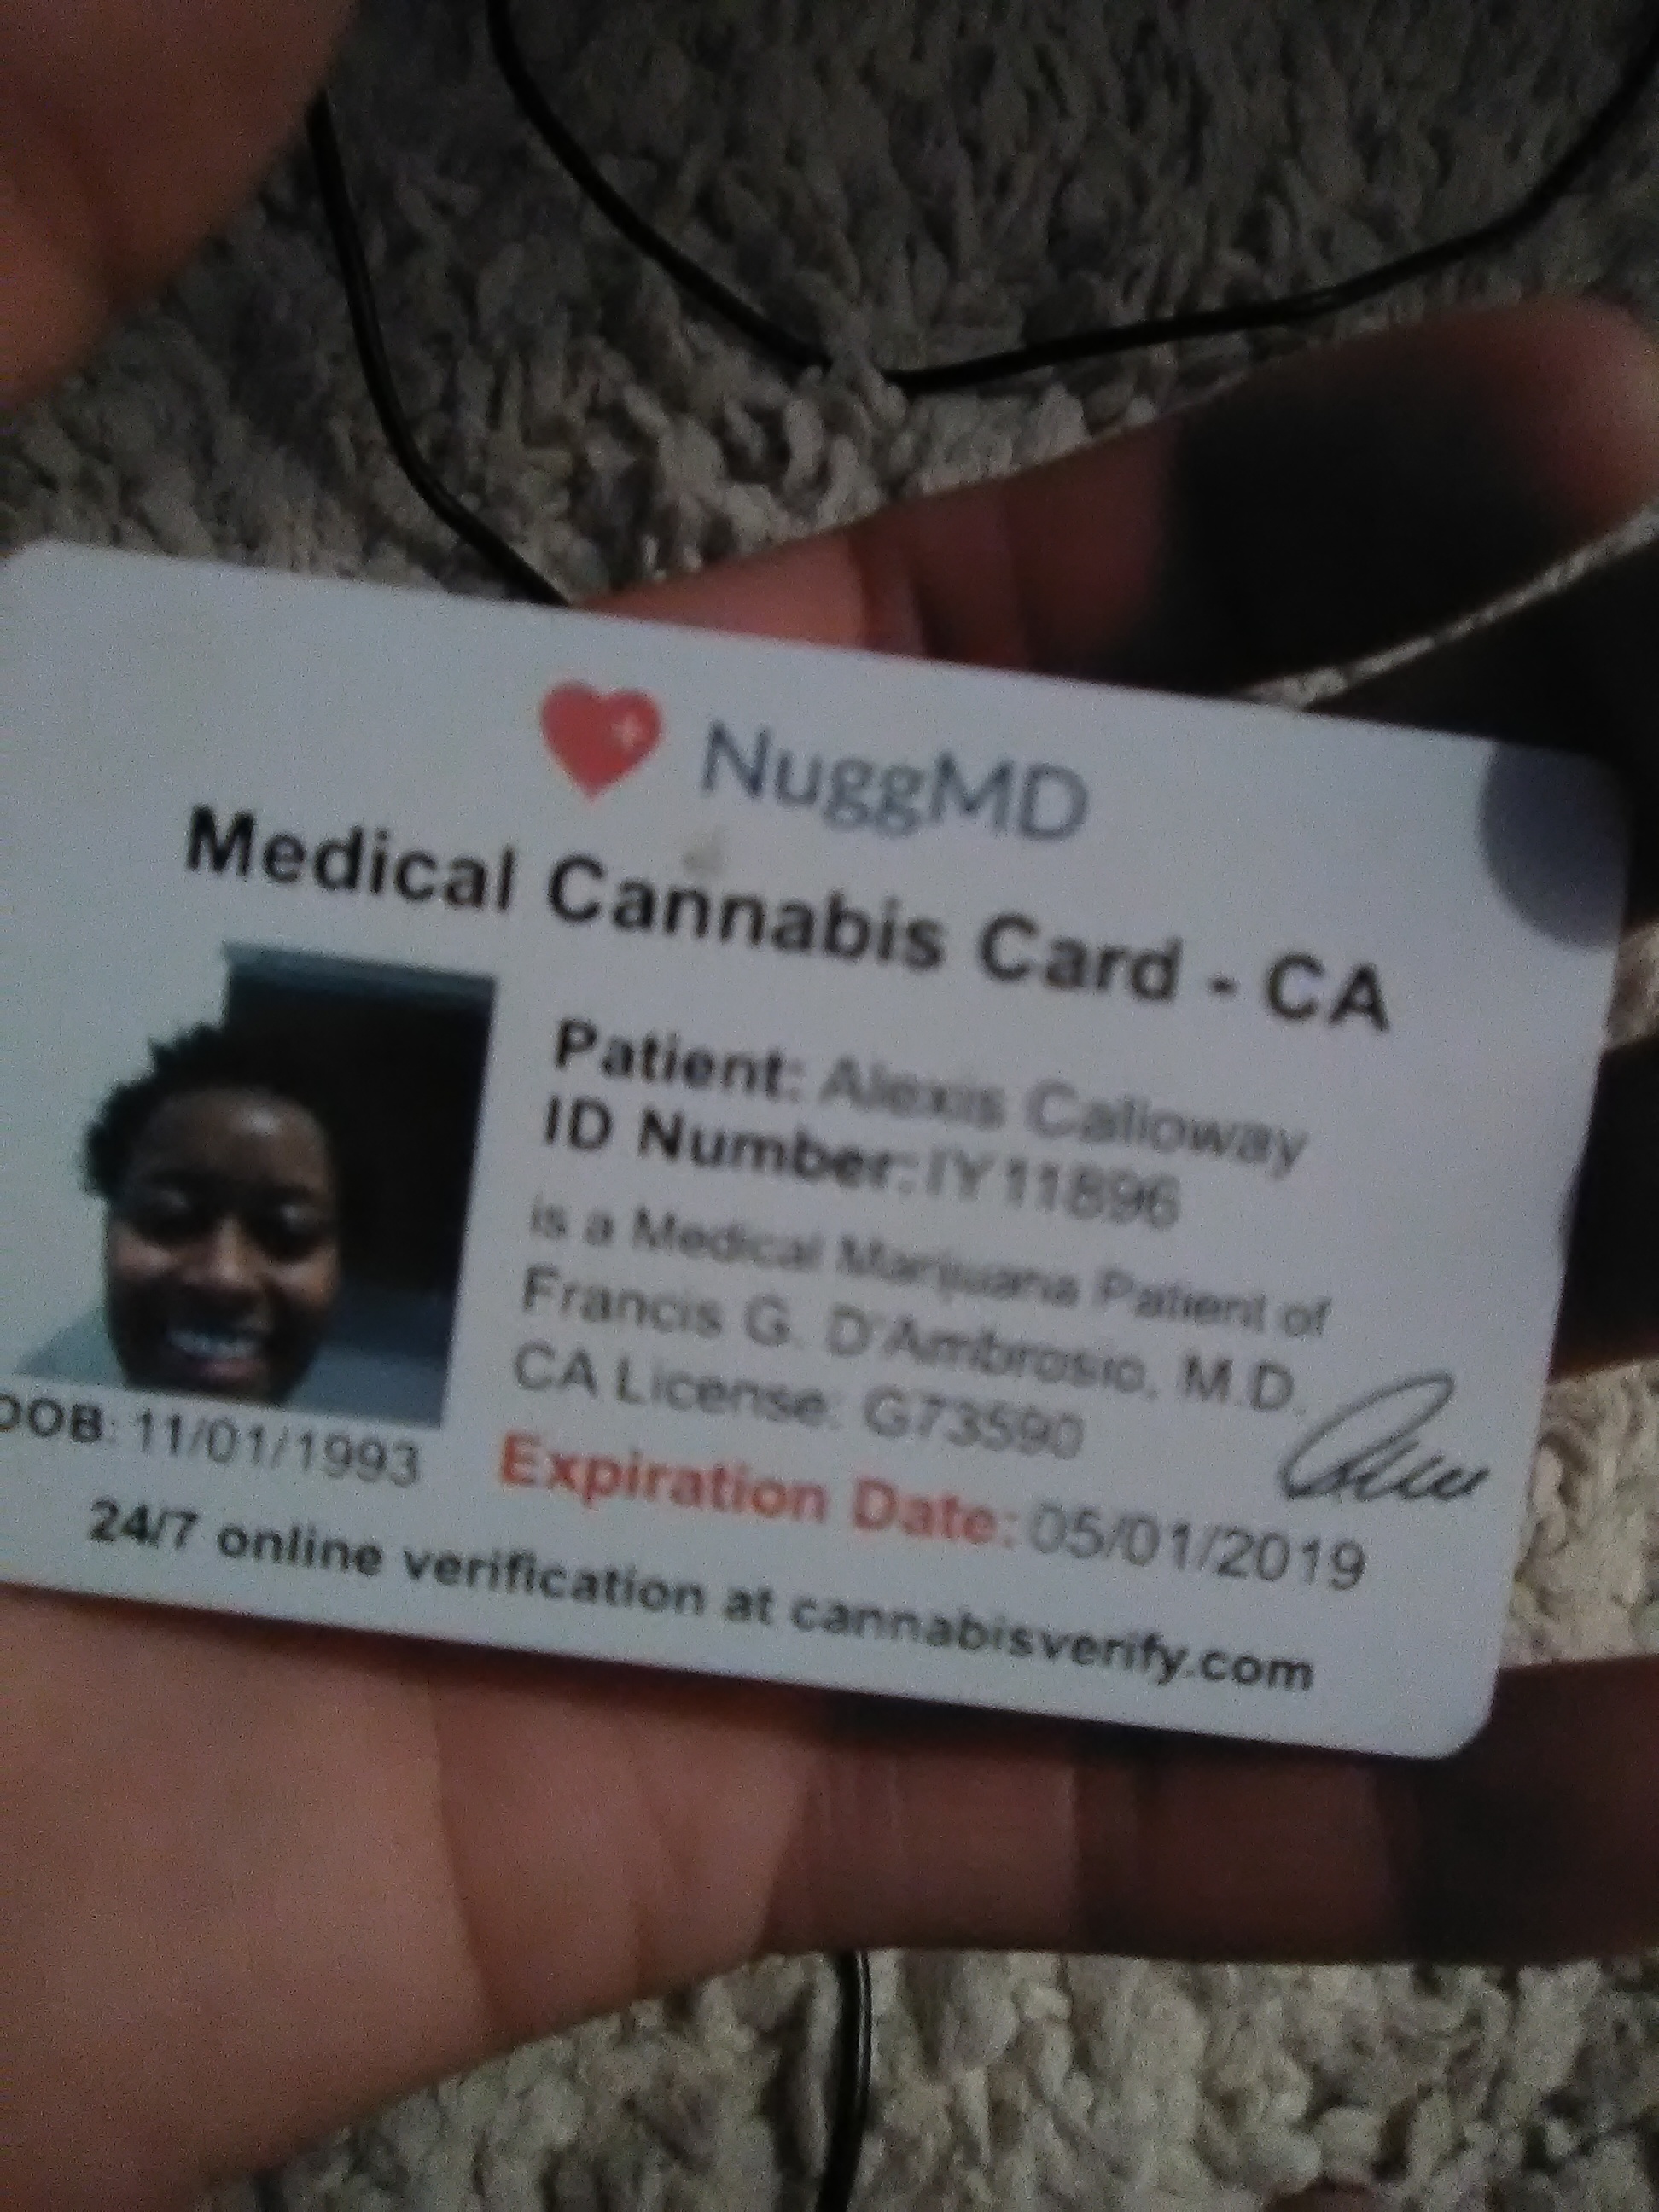 NuggMD
Medical Cannabis Card - CA
Patient: Alexis Calloway
ID Number: IY11896
is a Medical Marijuana Patient of
Francis G. D'Ambrosio, M.D.
CA License: G73590
DOB: 11/01/1993
Expiration Date: 05/01/2019
24/7 online verification at cannabisverify.com